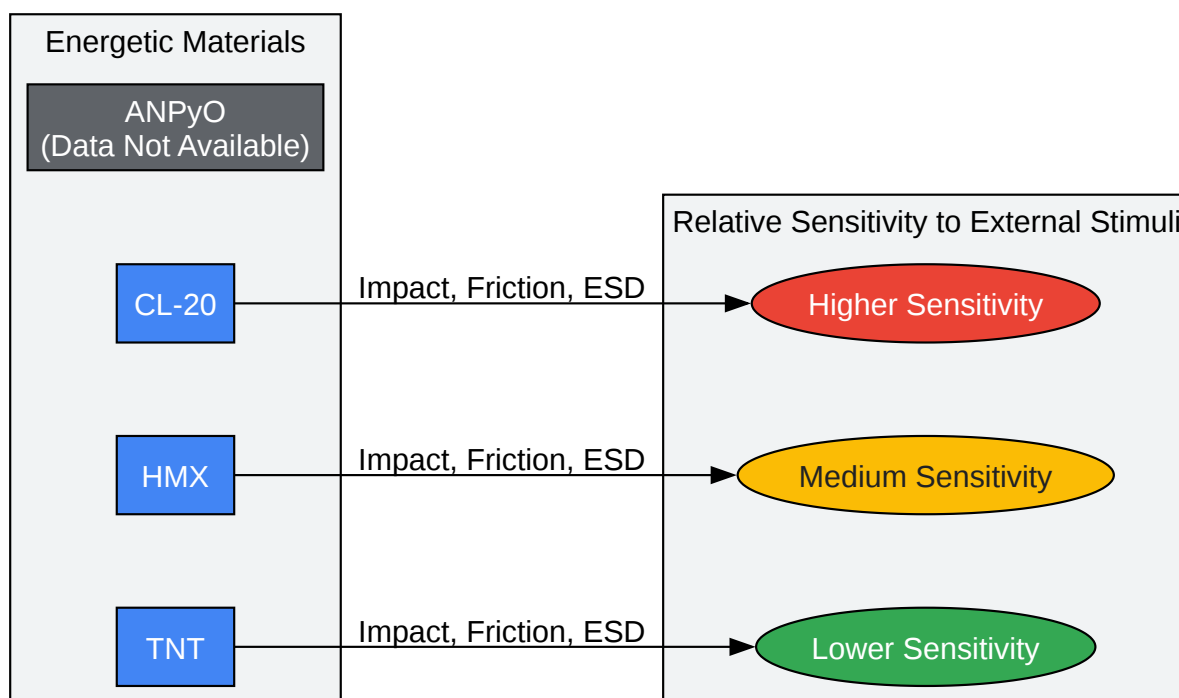 Energetic Materials
ANPyO
(Data Not Available)
Relative Sensitivity to External Stimuli
CL-20
Impact, Friction, ESD
Higher Sensitivity
HMX
Impact, Friction, ESD
Medium Sensitivity
TNT
Impact, Friction, ESD
Lower Sensitivity